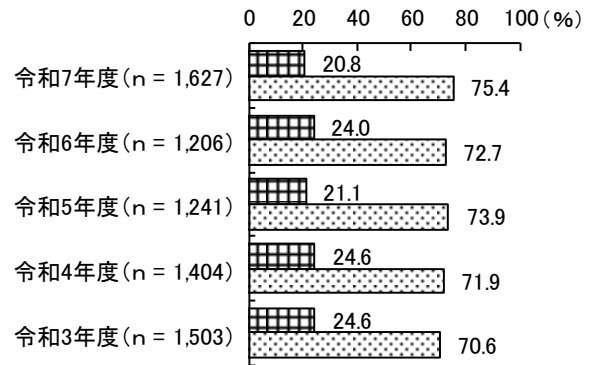 0 20 40 60 80 100(%)
令和7年度(n = 1,627) 20.8
75.4
令和6年度(n = 1,206) 24.0
72.7
令和5年度(n = 1,241) 21.1
73.9
令和4年度(n = 1,404) 24.6
71.9
令和3年度(n = 1,503) 24.6
70.6